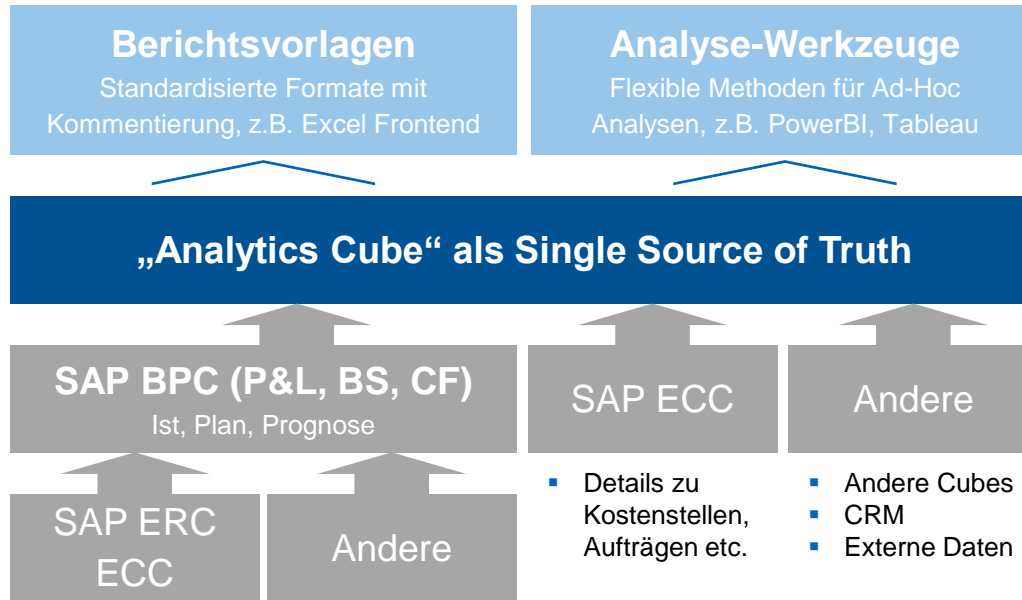 Berichtsvorlagen
Standardisierte Formate mit
Kommentierung, z.B. Excel Frontend
Analyse-Werkzeuge
Flexible Methoden für Ad-Hoc
Analysen, z.B. PowerBI, Tableau
„Analytics Cube“ als Single Source of Truth
SAP BPC (P&L, BS, CF)
Ist, Plan, Prognose
SAP ECC
Andere
SAP ERC
ECC
Andere
▪ Details zu
Kostenstellen,
Aufträgen etc.
▪ Andere Cubes
▪ CRM
▪ Externe Daten